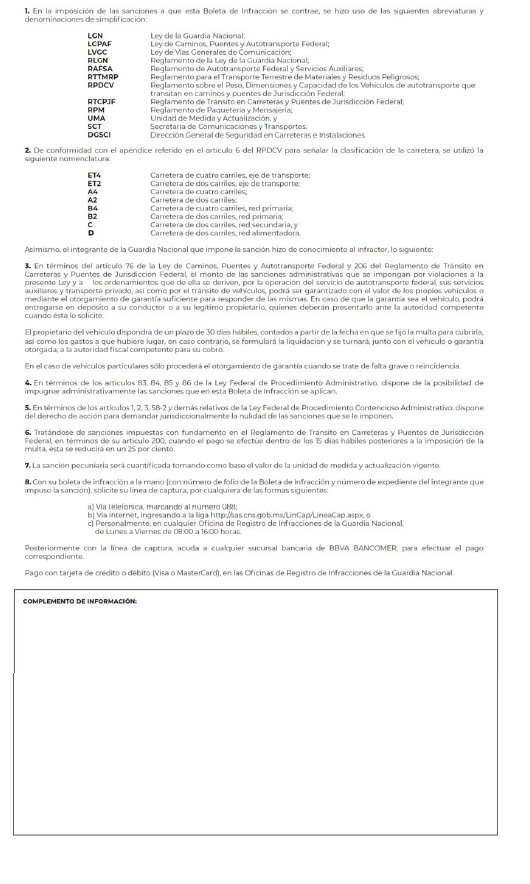 1. En la imposición de las sanciones a que esta Boleta de Infracción se contrae, se hizo uso de las siguientes abreviaturas y
denominaciones de simplificación:
LGN Ley de la Guardia Nacional;
LCPAF Ley de Caminos, Puentes y Autotransporte Federal;
LVGC Ley de Vías Generales de Comunicación;
RLGN Reglamento de la Ley de la Guardia Nacional;
RAFSA Reglamento de Autotransporte Federal y Servicios Auxiliares;
RTTMRP Reglamento para el Transporte Terrestre de Materiales y Residuos Peligrosos;
RPDCV Reglamento sobre el Peso, Dimensiones y Capacidad de los Vehículos de autotransporte que
transitan en caminos y puentes de Jurisdicción Federal;
RTCPJF Reglamento de Tránsito en Carreteras y Puentes de Jurisdicción Federal;
RPM Reglamento de Paquetería y Mensajería;
UMA Unidad de Medida y Actualización, y
SCT Secretaría de Comunicaciones y Transportes.
DGSCI Dirección General de Seguridad en Carreteras e Instalaciones
2. De conformidad con el apéndice referido en el artículo 6 del RPDCV para señalar la clasificación de la carretera, se utilizó la
siguiente nomenclatura:
ET4 Carretera de cuatro carriles, eje de transporte;
ET2 Carretera de dos carriles, eje de transporte;
A4 Carretera de cuatro carriles;
A2 Carretera de dos carriles;
B4 Carretera de cuatro carriles, red primaria;
B2 Carretera de dos carriles, red primaria;
C Carretera de dos carriles, red secundaria, y
D Carretera de dos carriles, red alimentadora.
Asimismo, el integrante de la Guardia Nacional que impone la sanción hizo de conocimiento al infractor, lo siguiente:
3. En términos del artículo 76 de la Ley de Caminos, Puentes y Autotransporte Federal y 206 del Reglamento de Tránsito en
Carreteras y Puentes de Jurisdicción Federal, el monto de las sanciones administrativas que se impongan por violaciones a la
presente Ley y a los ordenamientos que de ella se deriven, por la operación del servicio de autotransporte federal, sus servicios
auxiliares y transporte privado, así como por el tránsito de vehículos, podrá ser garantizado con el valor de los propios vehículos o
mediante el otorgamiento de garantía suficiente para responder de las mismas. En caso de que la garantía sea el vehículo, podrá
entregarse en depósito a su conductor o a su legítimo propietario, quienes deberán presentarlo ante la autoridad competente
cuando ésta lo solicite.
El propietario del vehículo dispondrá de un plazo de 30 días hábiles, contados a partir de la fecha en que se fijó la multa para cubrirla,
así como los gastos a que hubiere lugar, en caso contrario, se formulará la liquidación y se turnará, junto con el vehículo o garantía
otorgada, a la autoridad fiscal competente para su cobro.
En el caso de vehículos particulares sólo procederá el otorgamiento de garantía cuando se trate de falta grave o reincidencia.
4. En términos de los artículos 83, 84, 85 y 86 de la Ley Federal de Procedimiento Administrativo, dispone de la posibilidad de
impugnar administrativamente las sanciones que en esta Boleta de Infracción se aplican.
5. En términos de los artículos 1, 2, 3, 58-2 y demás relativos de la Ley Federal de Procedimiento Contencioso Administrativo, dispone
del derecho de acción para demandar jurisdiccionalmente la nulidad de las sanciones que se le imponen.
6. Tratándose de sanciones impuestas con fundamento en el Reglamento de Tránsito en Carreteras y Puentes de Jurisdicción
Federal, en términos de su artículo 200, cuando el pago se efectúe dentro de los 15 días hábiles posteriores a la imposición de la
multa, ésta se reducirá en un 25 por ciento.
7. La sanción pecuniaria será cuantificada tomando como base el valor de la unidad de medida y actualización vigente.
8. Con su boleta de infracción a la mano (con número de folio de la Boleta de Infracción y número de expediente del integrante que
impuso la sanción), solicite su línea de captura, por cualquiera de las formas siguientes:
a) Vía telefónica, marcando al número 088;
b) Vía internet, ingresando a la liga http://sas.cns.gob.mx/LinCap/LineaCap.aspx, o
c) Personalmente, en cualquier Oficina de Registro de Infracciones de la Guardia Nacional,
de Lunes a Viernes de 08:00 a 16:00 horas.
Posteriormente con la línea de captura, acuda a cualquier sucursal bancaria de BBVA BANCOMER, para efectuar el pago
correspondiente.
Pago con tarjeta de crédito o débito (Visa o MasterCard), en las Oficinas de Registro de Infracciones de la Guardia Nacional.
COMPLEMENTO DE INFORMACIÓN: